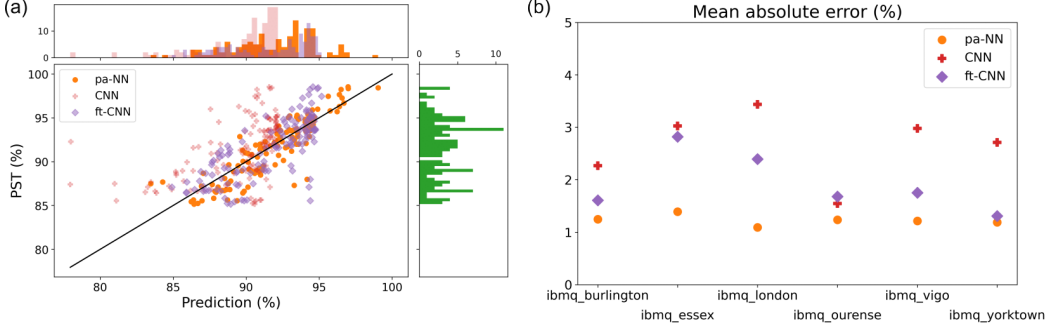 (a)
10
0
0
5
10
100
95
90
85
80
PST (%)
pa-NN
CNN
ft-CNN
80
85
90
95
100
Prediction (%)
(b)
Mean absolute error (%)
5
4
3
2
1
0
pa-NN
CNN
ft-CNN
ibmq_burlington
ibmq_london
ibmq_vigo
ibmq_essex
ibmq_ourense
ibmq_yorktown